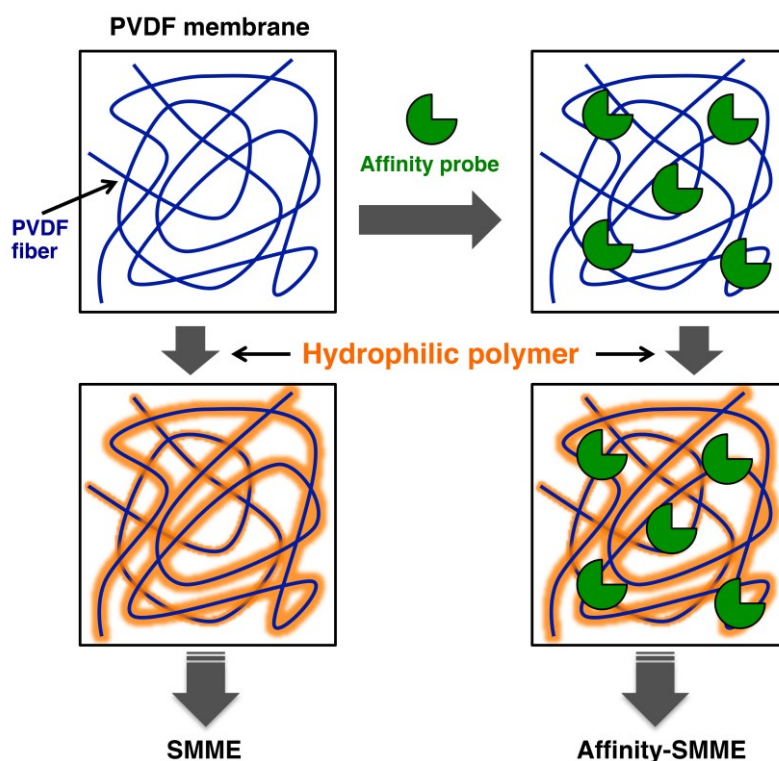 PVDF membrane
Affinity probe
PVDF
fiber
Hydrophilic polymer
SMME
Affinity-SMME